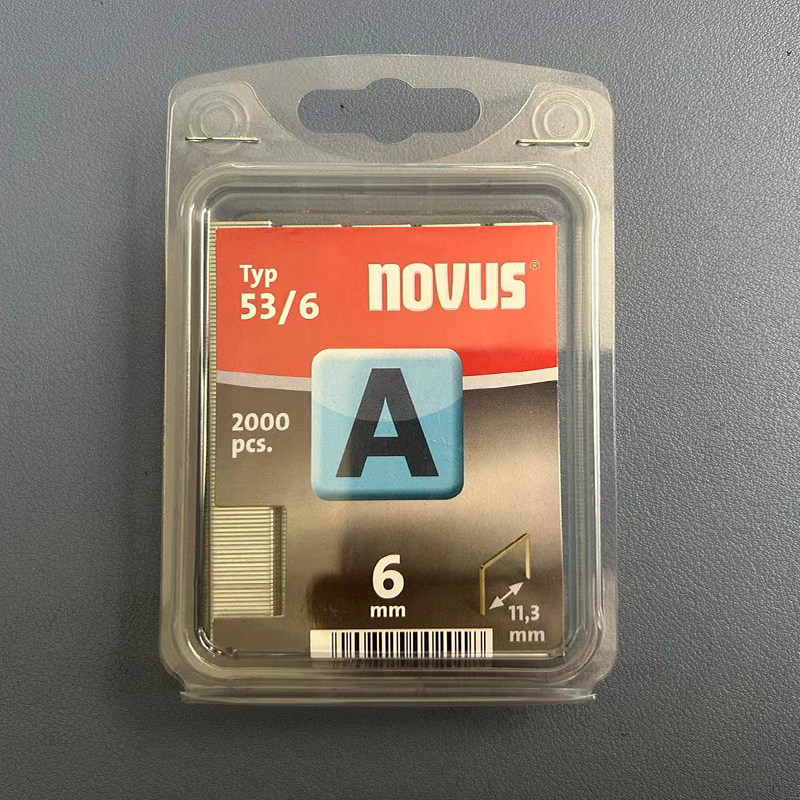 Typ
53/6
novus®
A
2000
pcs.
6
mm
11,3
mm